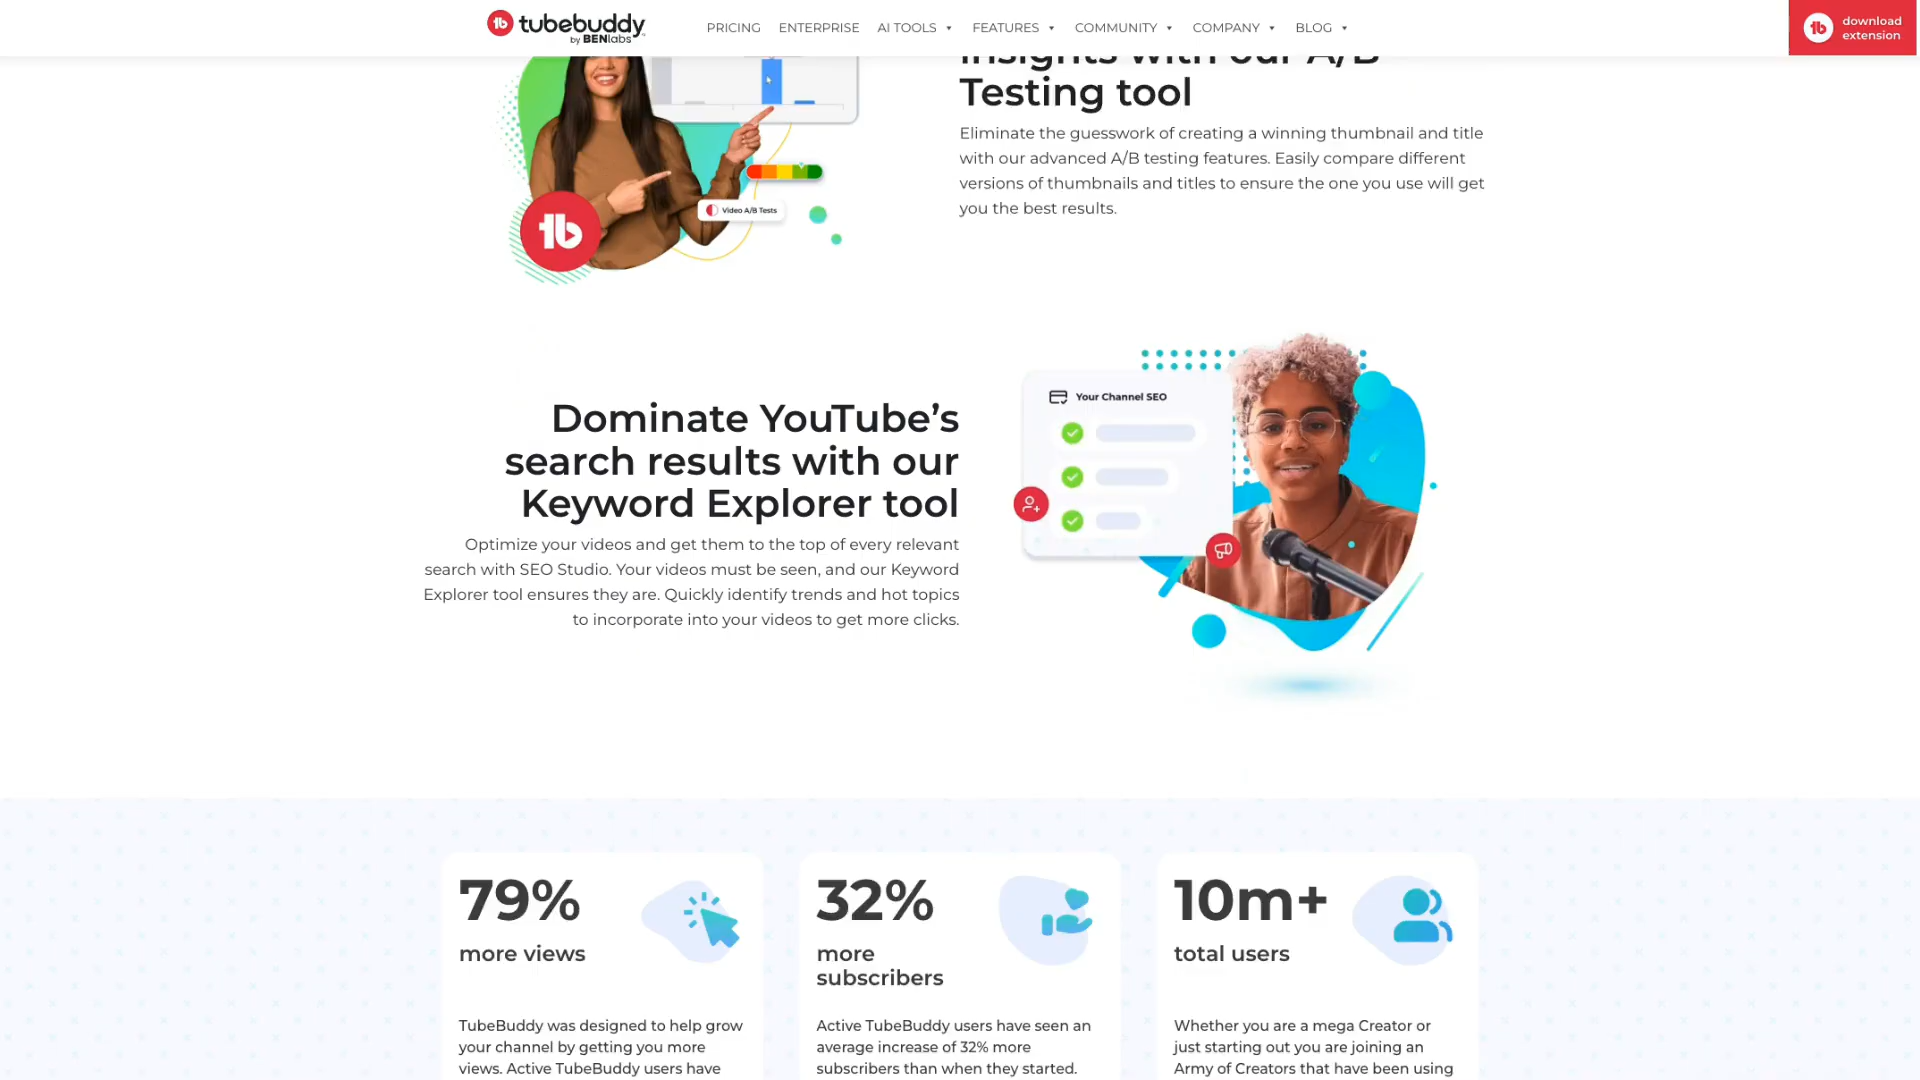 tubebuddy
by BENlabs
PRICING
ENTERPRISE
AI TOOLS
FEATURES
COMMUNITY
COMPANY
BLOG
download
extension
Insights with our A/B
Testing tool
Eliminate the guesswork of creating a winning thumbnail and title
with our advanced A/B testing features. Easily compare different
versions of thumbnails and titles to ensure the one you use will get
you the best results.
Video A/B Tests
Dominate YouTube’s
search results with our
Keyword Explorer tool
Optimize your videos and get them to the top of every relevant
search with SEO Studio. Your videos must be seen, and our Keyword
Explorer tool ensures they are. Quickly identify trends and hot topics
to incorporate into your videos to get more clicks.
Your Channel SEO
79%
more views
TubeBuddy was designed to help grow
your channel by getting you more
views. Active TubeBuddy users have
32%
more
subscribers
Active TubeBuddy users have seen an
average increase of 32% more
subscribers than when they started.
10m+
total users
Whether you are a mega Creator or
just starting out you are joining an
Army of Creators that have been using